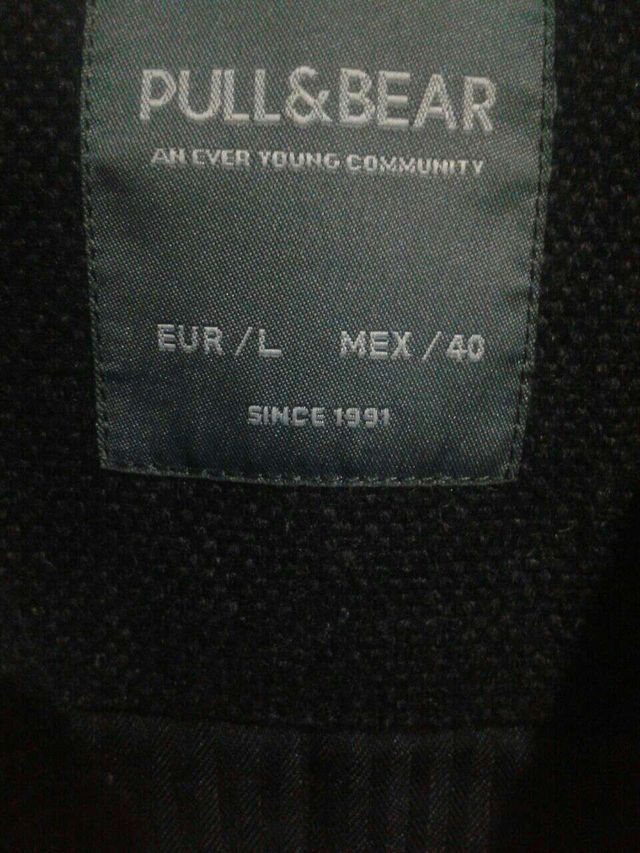 PULL&BEAR
AN EVER YOUNG COMMUNITY
EUR / L MEX / 40
SINCE 1991